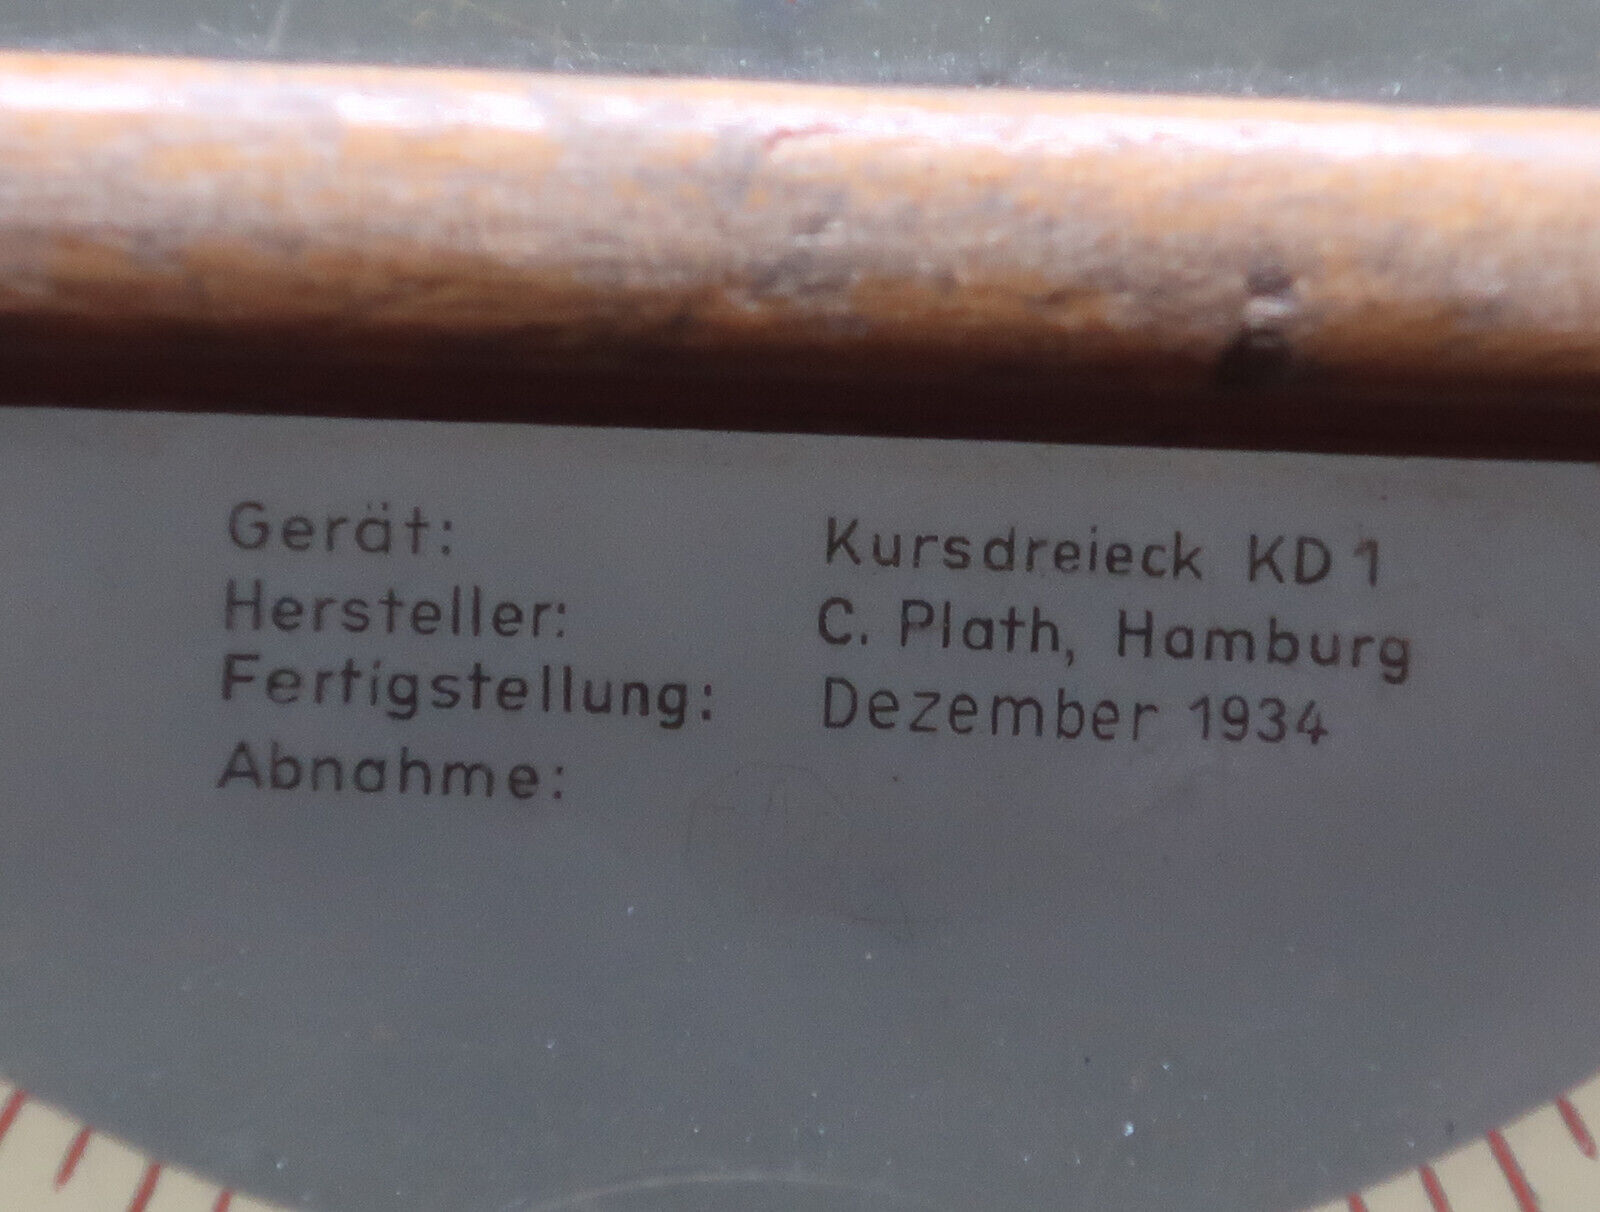 Gerät: Kursdreieck KD 1
Hersteller: C. Plath, Hamburg
Fertigstellung: Dezember 1934
Abnahme: